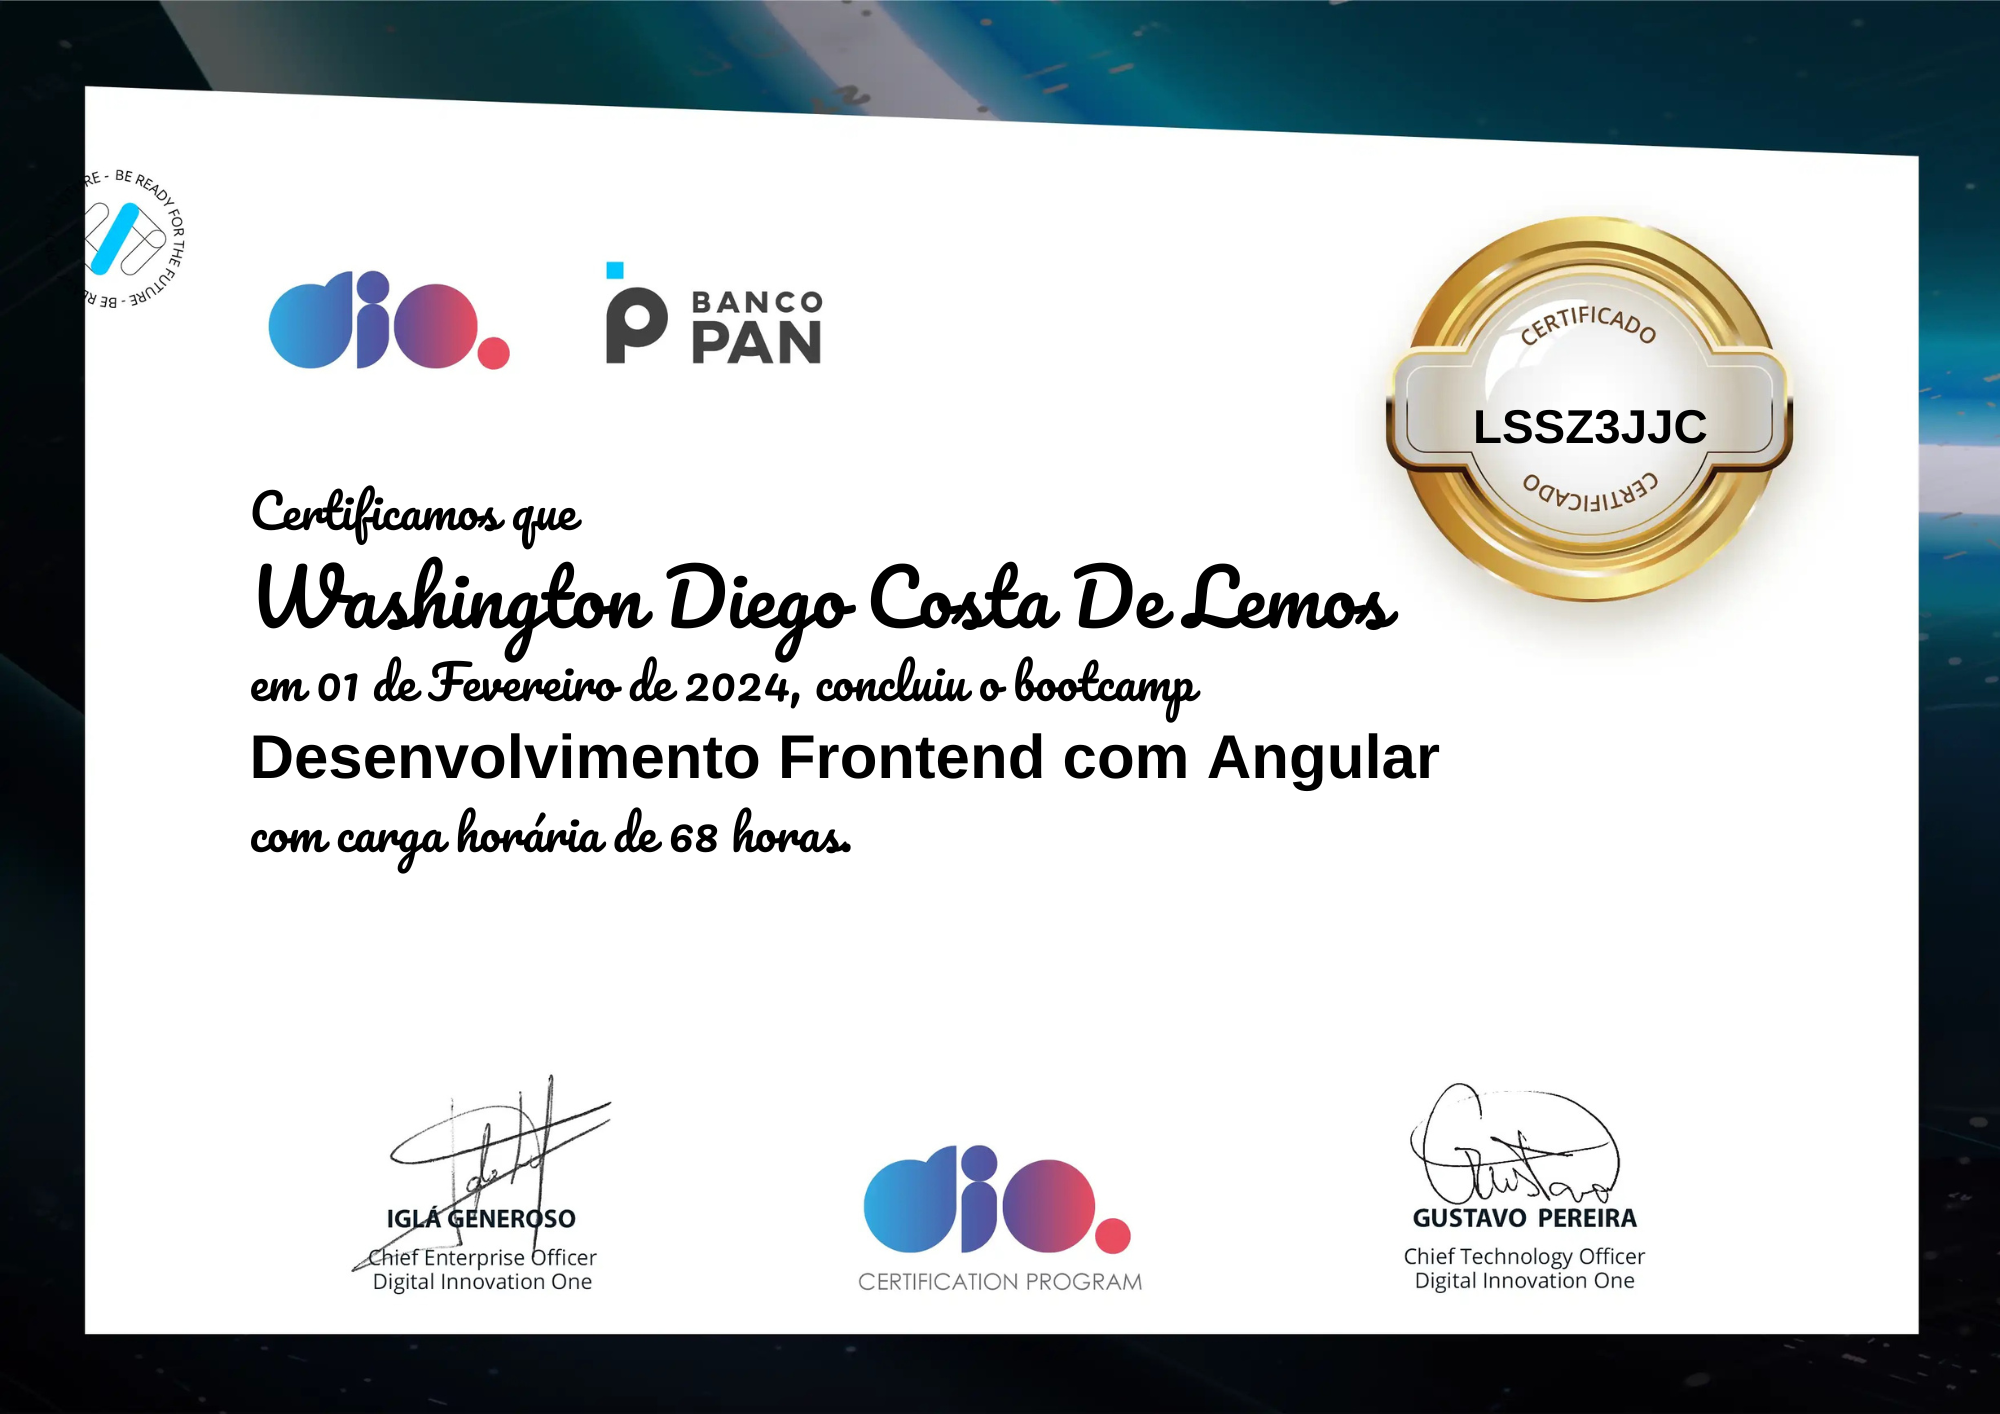 RE - BE READY FOR THE FUTURE - BE RE
dio.
BANCO
PAN
CERTIFICADO
LSSZ3JJC
CERTIFICADO
Certificamos que
Washington Diego Costa De Lemos
em 01 de Fevereiro de 2024, concluiu o bootcamp
Desenvolvimento Frontend com Angular
com carga horária de 68 horas.
IGLÁ GENEROSO
Chief Enterprise Officer
Digital Innovation One
dio.
CERTIFICATION PROGRAM
Gustavo
GUSTAVO PEREIRA
Chief Technology Officer
Digital Innovation One